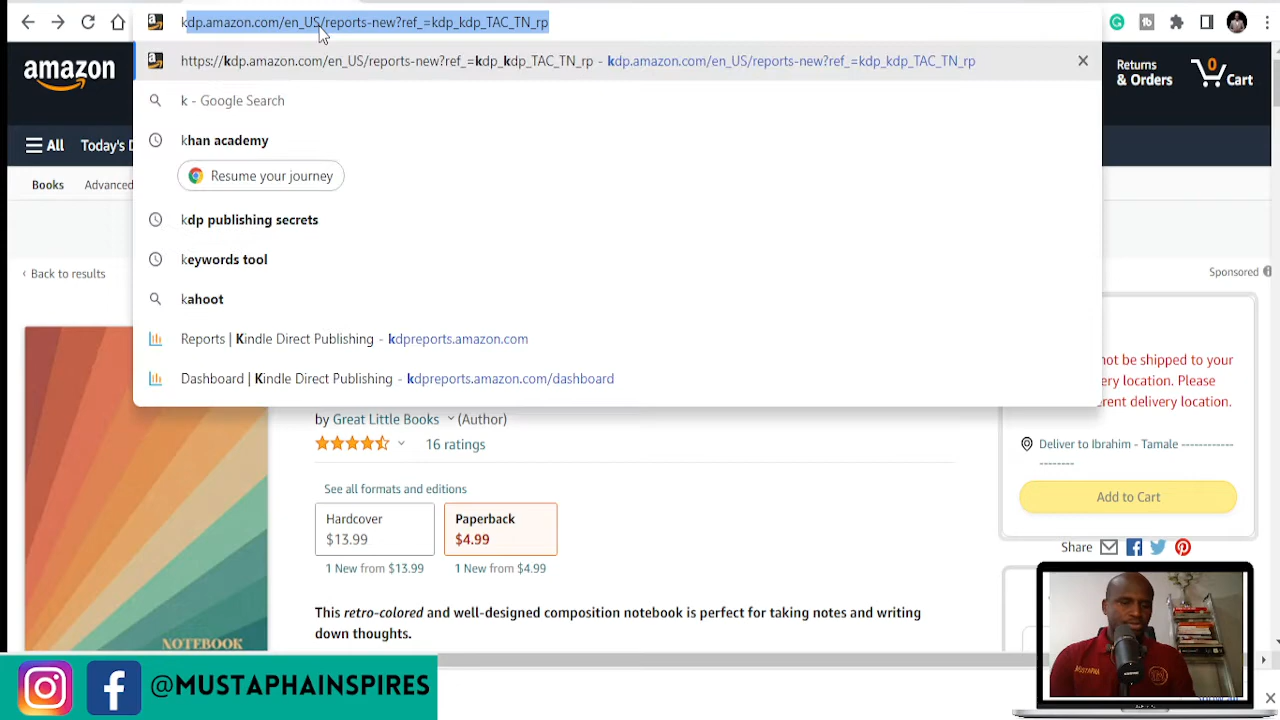 kdp.amazon.com/en_US/reports-new?ref_=kdp_kdp_TAC_TN_rp
https://kdp.amazon.com/en_US/reports-new?ref_=kdp_kdp_TAC_TN_rp - kdp.amazon.com/en_US/reports-new?ref_=kdp_kdp_TAC_TN_rp
k - Google Search
khan academy
Resume your journey
kdp publishing secrets
keywords tool
kahoot
Reports | Kindle Direct Publishing - kdpreports.amazon.com
Dashboard | Kindle Direct Publishing - kdpreports.amazon.com/dashboard
amazon
Returns
& Orders
0
Cart
All
Today's D
Books
Advanced
Back to results
Sponsored
by Great Little Books (Author)
16 ratings
See all formats and editions
Hardcover
$13.99
1 New from $13.99
Paperback
$4.99
1 New from $4.99
This retro-colored and well-designed composition notebook is perfect for taking notes and writing
down thoughts.
not be shipped to your
ery location. Please
erent delivery location.
Deliver to Ibrahim - Tamale ------------------
--------
Add to Cart
Share
NOTEBOOK
MUSTAPHA
@MUSTAPHAINSPIRES